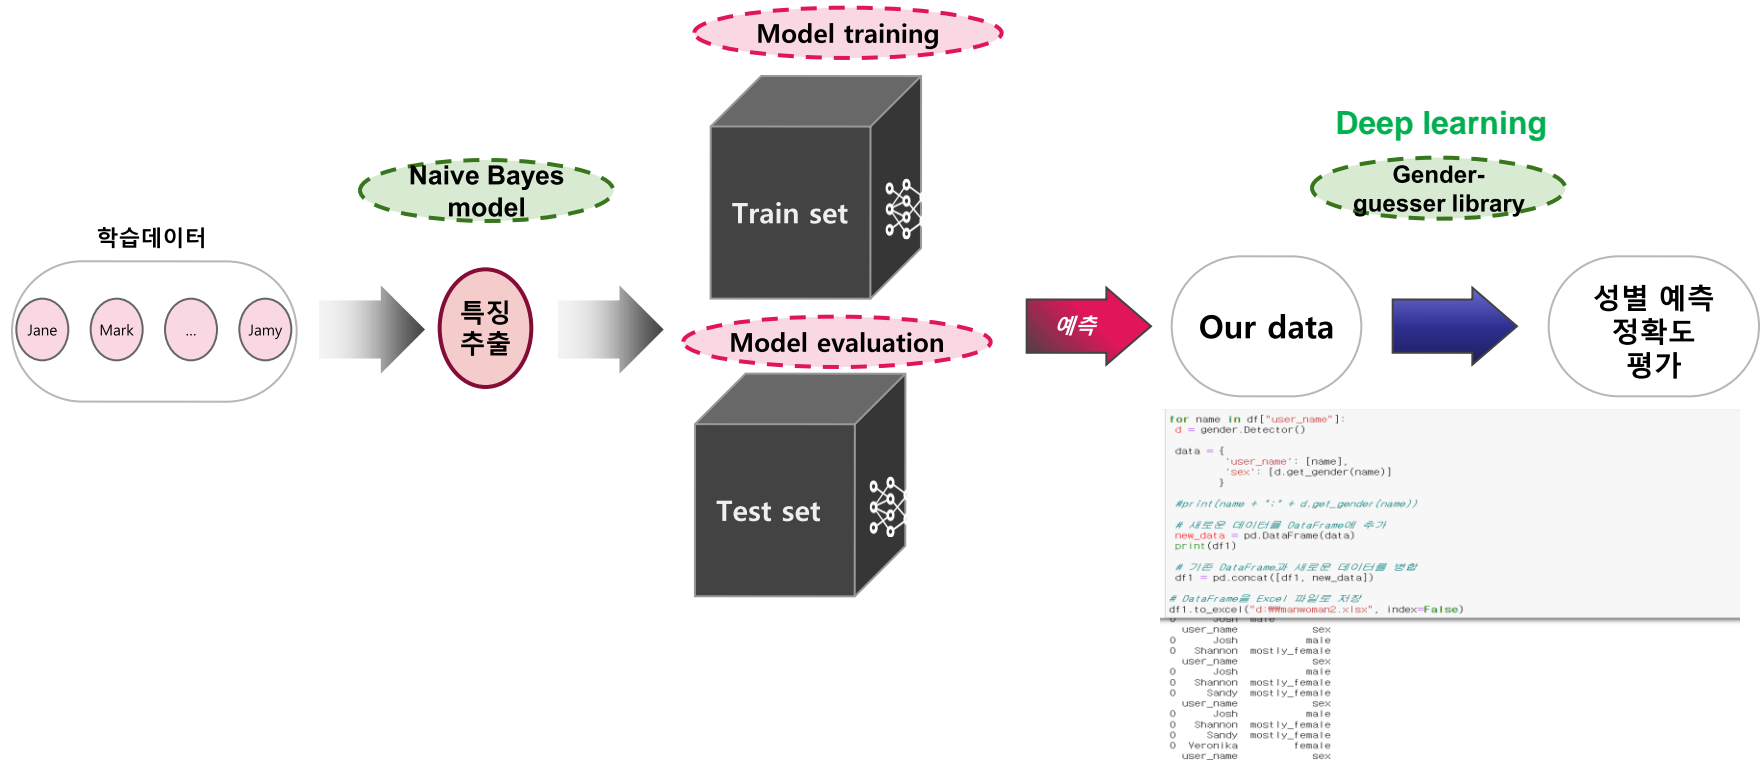 Model training
Train set
Deep learning
Naive Bayes
model
Gender-
guesser library
학습데이터
Jane
Mark
...
Jamy
특징
추출
Model evaluation
Test set
예측
Our data
성별 예측
정확도
평가
for name in df["user_name"]:
d = gender.Detector()
data = {
'user_name': [name],
'sex': [d.get_gender(name)]
}
#print(name + ":" + d.get_gender(name))
# 새로운 데이터를 DataFrame에 추가
new_data = pd.DataFrame(data)
print(df1)
# 기존 DataFrame과 새로운 데이터를 병합
df1 = pd.concat([df1, new_data])
# DataFrame을 Excel 파일로 저장
df1.to_excel("d:₩₩manwoman2.xlsx", index=False)
0 Josh male
user_name sex
0 Josh male
0 Shannon mostly_female
user_name sex
0 Josh male
0 Shannon mostly_female
0 Sandy mostly_female
user_name sex
0 Josh male
0 Shannon mostly_female
0 Sandy mostly_female
0 Veronika female
user_name sex